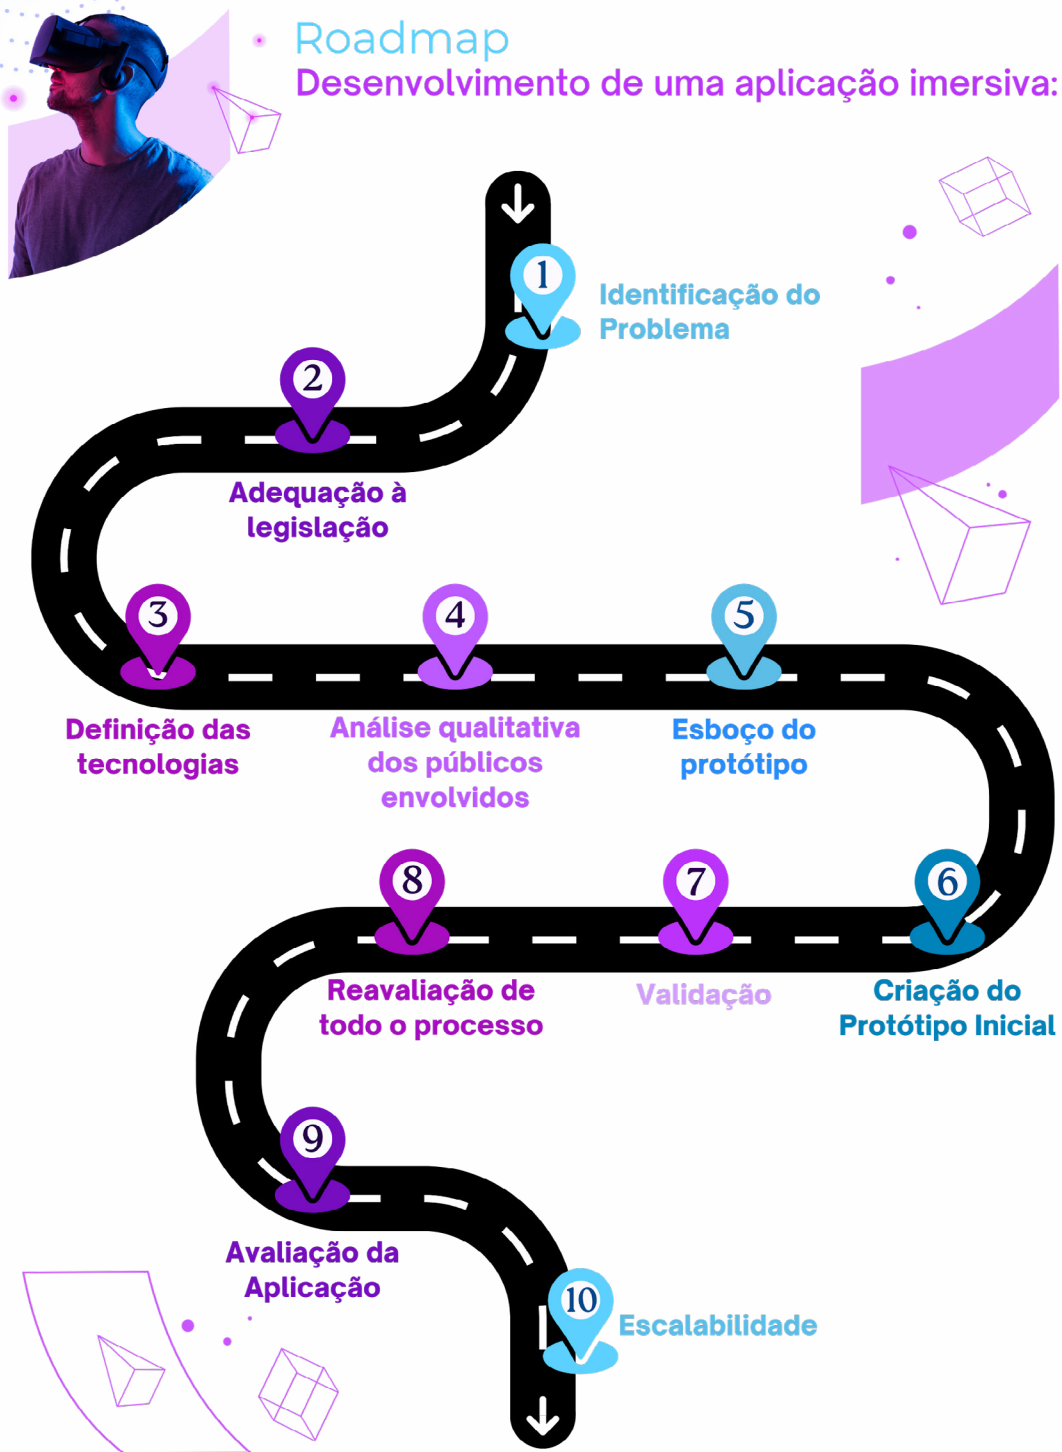 Roadmap
Desenvolvimento de uma aplicação imersiva:
1
Identificação do
Problema
2
Adequação à
legislação
3
Definição das
tecnologias
4
Análise qualitativa
dos públicos
envolvidos
5
Esboço do
protótipo
6
Criação do
Protótipo Inicial
7
Validação
8
Reavaliação de
todo o processo
9
Avaliação da
Aplicação
10
Escalabilidade